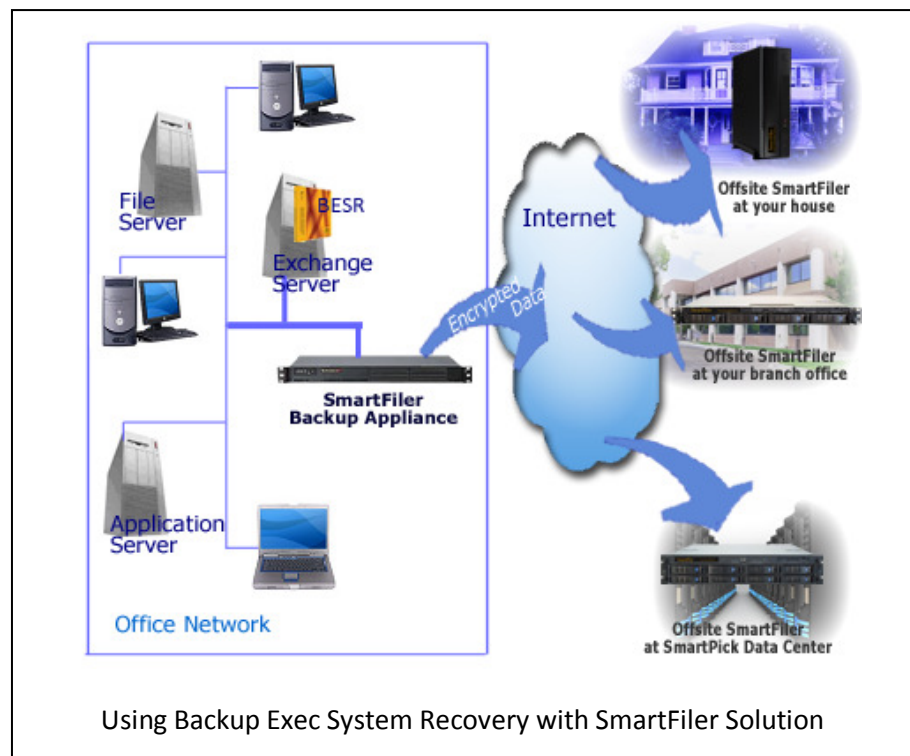 File
Server
BESR
Exchange
Server
Internet
Encrypted
Data
SmartFiler
Backup Appliance
Application
Server
Office Network
Offsite SmartFiler
at your house
Offsite SmartFiler
at your branch office
Offsite SmartFiler
at SmartPick Data Center
Using Backup Exec System Recovery with SmartFiler Solution